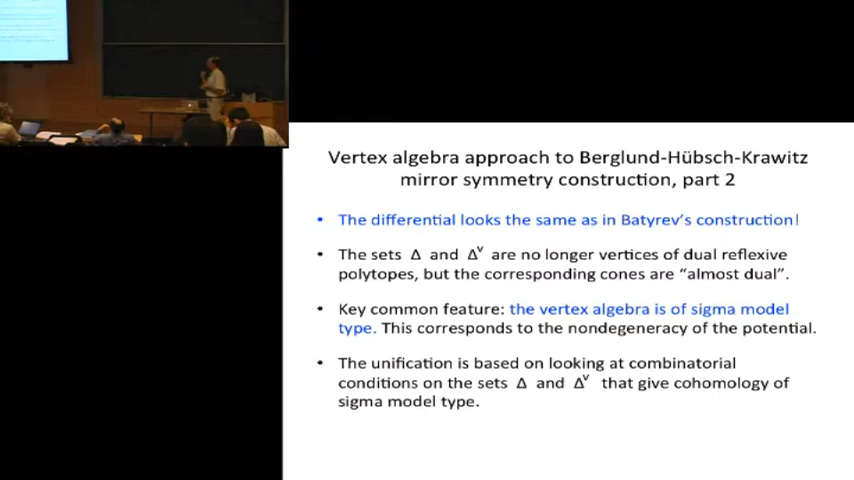 Vertex algebra approach to Berglund-Hübsch-Krawitz
mirror symmetry construction, part 2
• The differential looks the same as in Batyrev's construction!
• The sets Δ and Δ^v are no longer vertices of dual reflexive
polytopes, but the corresponding cones are “almost dual”.
• Key common feature: the vertex algebra is of sigma model
type. This corresponds to the nondegeneracy of the potential.
• The unification is based on looking at combinatorial
conditions on the sets Δ and Δ^v that give cohomology of
sigma model type.